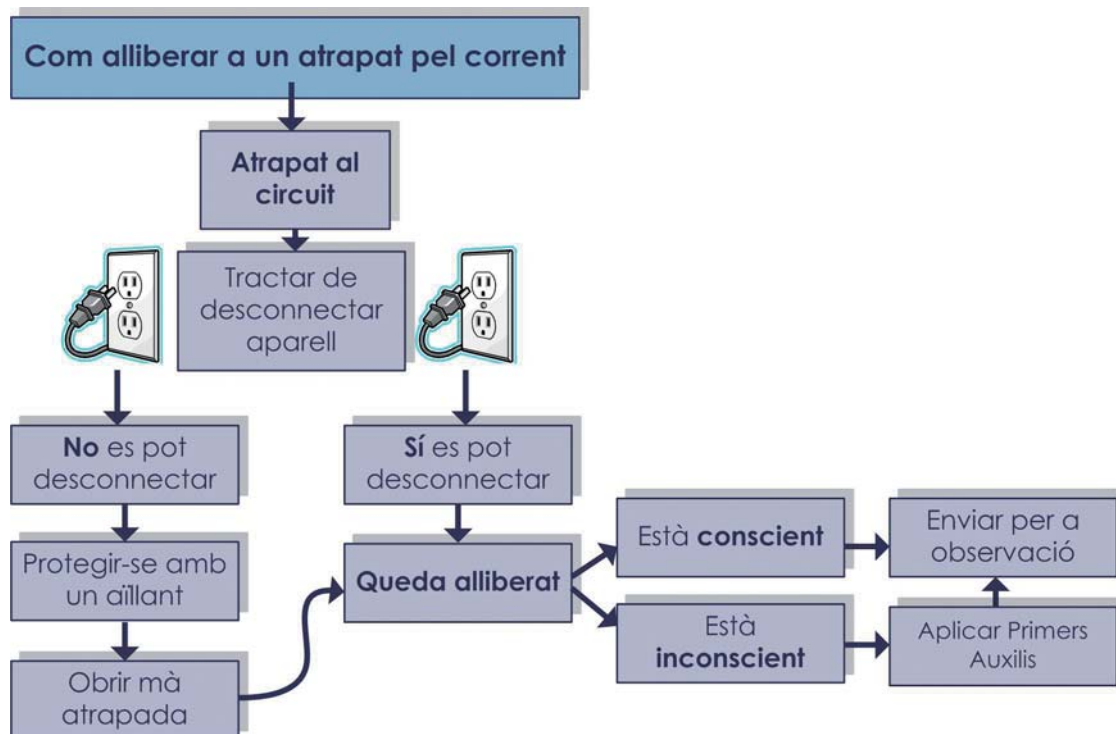 Com alliberar a un atrapat pel corrent
Atrapat al
circuit
Tractar de
desconnectar
aparell
No es pot
desconnectar
Sí es pot
desconnectar
Protegir-se amb
un aïllant
Obrir mà
atrapada
Queda alliberat
Està conscient
Està
inconscient
Enviar per a
observació
Aplicar Primers
Auxilis